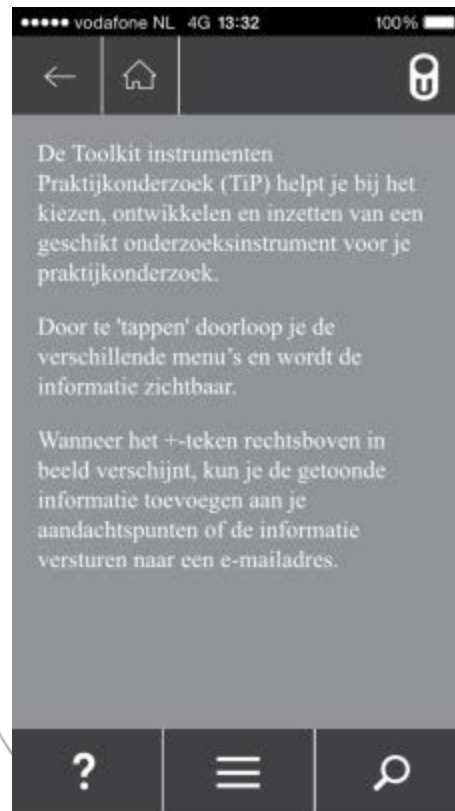 vodafone NL 4G 13:32 100%
De Toolkit instrumenten
Praktijkonderzoek (TiP) helpt je bij het
kiezen, ontwikkelen en inzetten van een
geschikt onderzoeksinstrument voor je
praktijkonderzoek.
Door te 'tappen' doorloop je de
verschillende menu's en wordt de
informatie zichtbaar.
Wanneer het +-teken rechtsboven in
beeld verschijnt, kun je de getoonde
informatie toevoegen aan je
aandachtspunten of de informatie
versturen naar een e-mailadres.
?